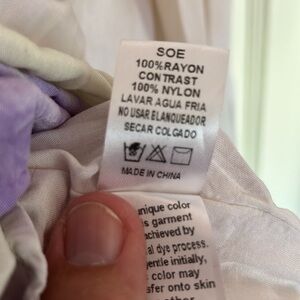 SOE
100%RAYON
CONTRAST
100% NYLON
LAVAR AGUA FRIA
NO USAR BLANQUEADOR
SECAR COLGADO
MADE IN CHINA
unique color
is garment
achieved by
al dye process.
gentle initially,
color may
sfer onto skin